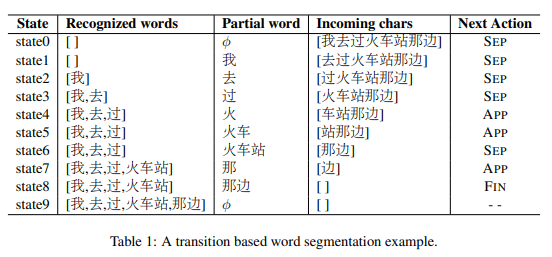 State Recognized words Partial word Incoming chars Next Action
state0 [ ] ϕ [我去过火车站那边] SEP
state1 [ ] 我 [去过火车站那边] SEP
state2 [我] 去 [过火车站那边] SEP
state3 [我,去] 过 [火车站那边] SEP
state4 [我,去,过] 火 [车站那边] APP
state5 [我,去,过] 火车 [站那边] APP
state6 [我,去,过] 火车站 [那边] SEP
state7 [我,去,过,火车站] 那 [边] APP
state8 [我,去,过,火车站] 那边 [ ] FIN
state9 [我,去,过,火车站,那边] ϕ [ ] - -
Table 1: A transition based word segmentation example.